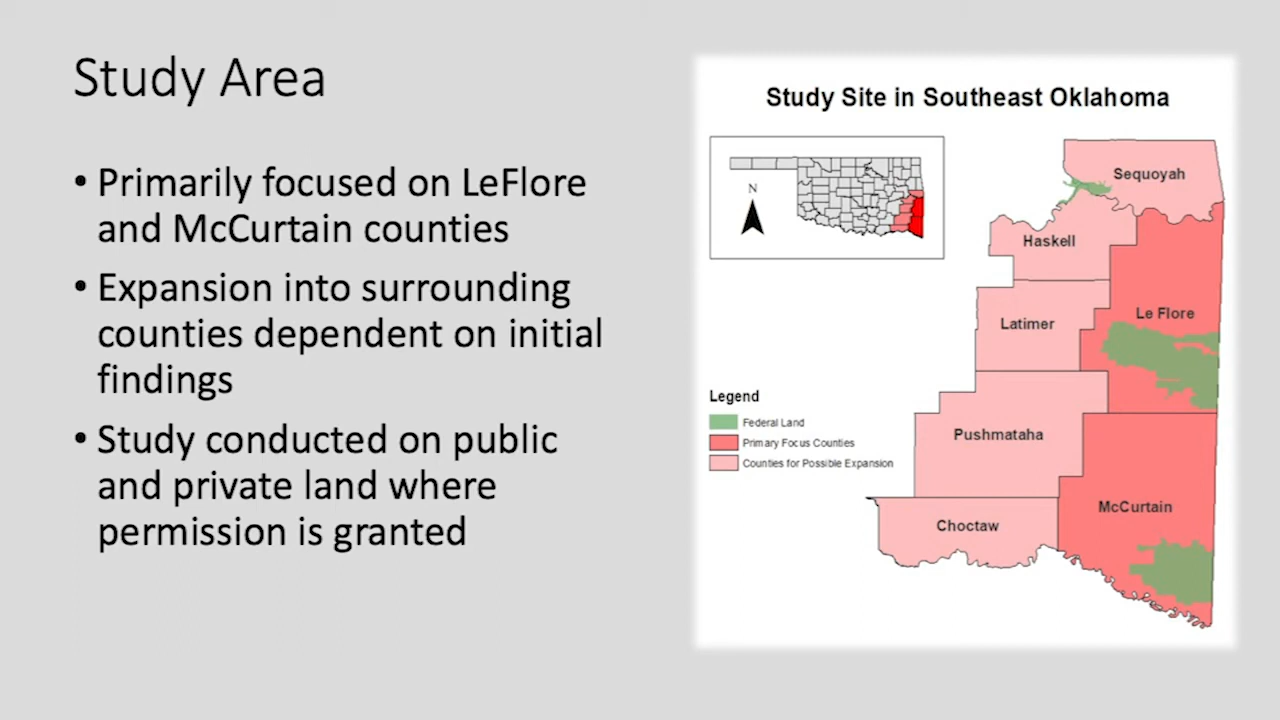 Study Area
• Primarily focused on LeFlore
and McCurtain counties
• Expansion into surrounding
counties dependent on initial
findings
• Study conducted on public
and private land where
permission is granted
Study Site in Southeast Oklahoma
N
Sequoyah
Haskell
Le Flore
Latimer
Legend
Federal Land
Primary Focus Counties
Counties for Possible Expansion
Pushmataha
McCurtain
Choctaw